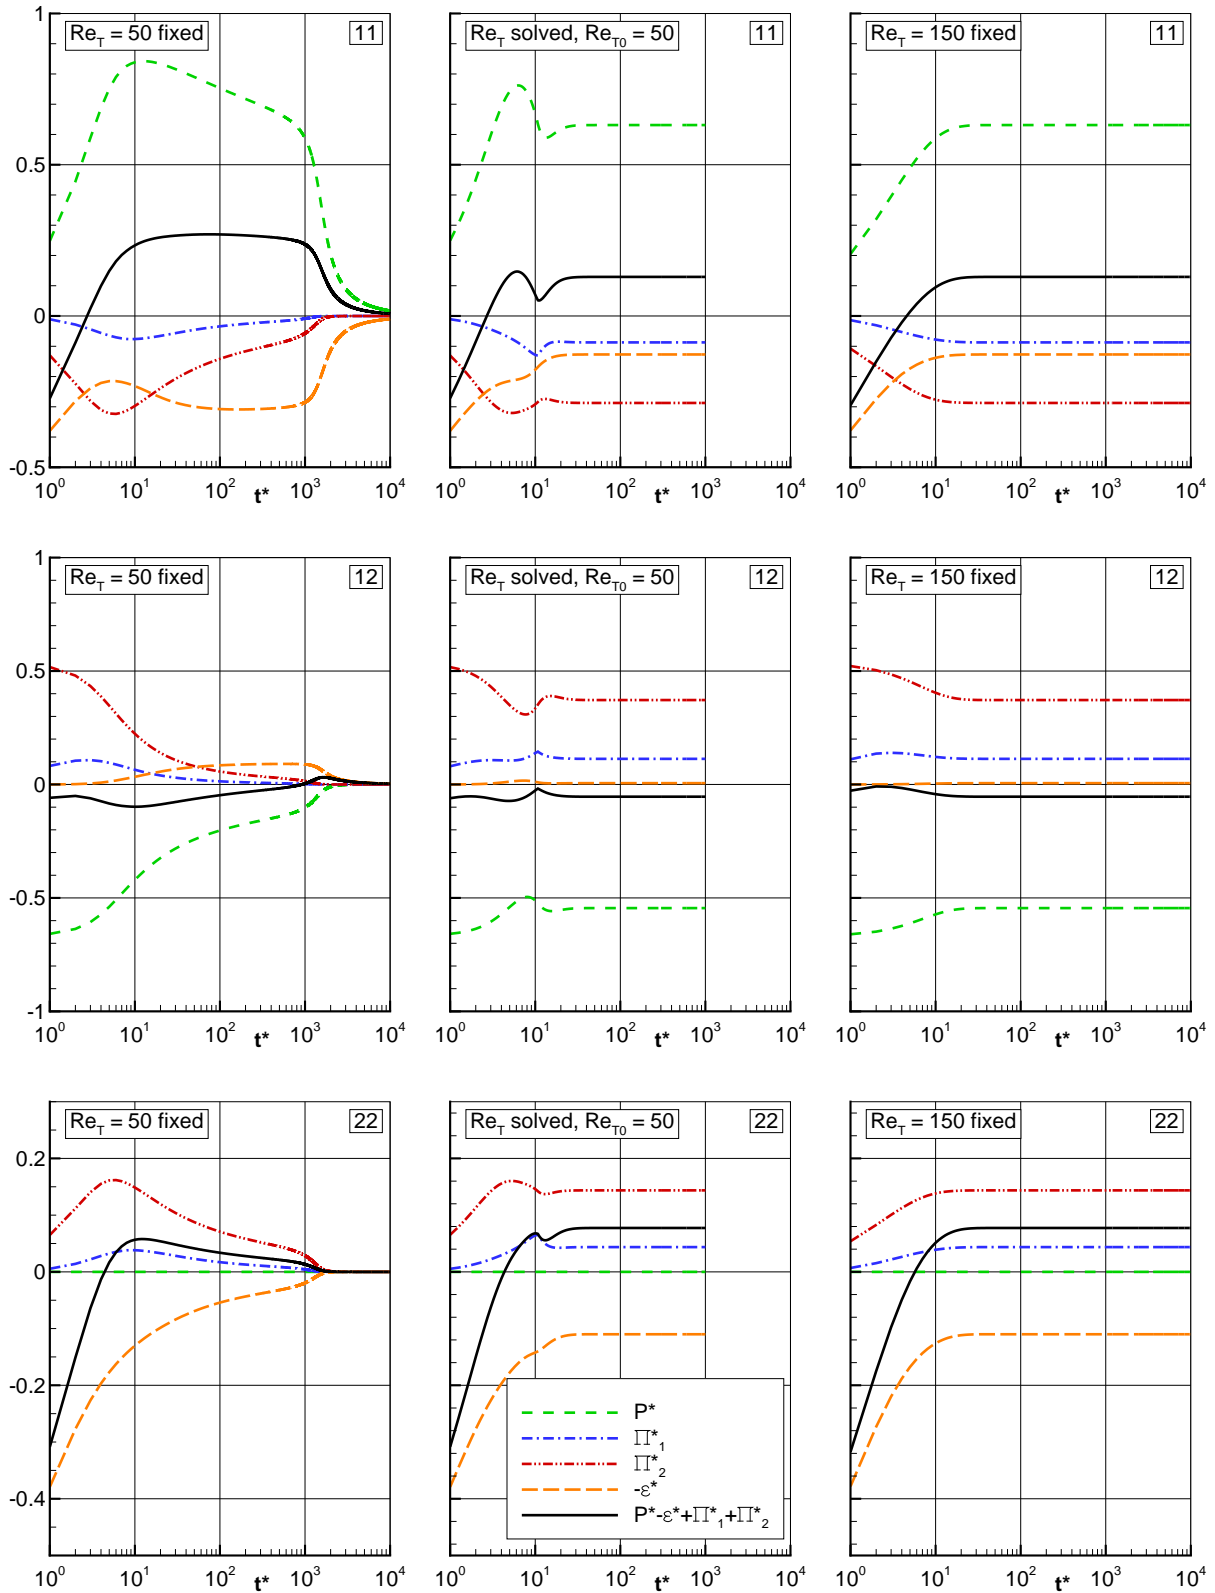 1
0.5
0
-0.5
Re_T = 50 fixed
11
10^0 10^1 10^2 t* 10^3 10^4
Re_T solved, Re_T0 = 50
11
10^0 10^1 10^2 t* 10^3 10^4
Re_T = 150 fixed
11
10^0 10^1 10^2 t* 10^3 10^4
1
0.5
0
-0.5
-1
Re_T = 50 fixed
12
10^0 10^1 10^2 t* 10^3 10^4
Re_T solved, Re_T0 = 50
12
10^0 10^1 10^2 t* 10^3 10^4
Re_T = 150 fixed
12
10^0 10^1 10^2 t* 10^3 10^4
0.2
0
-0.2
-0.4
Re_T = 50 fixed
22
10^0 10^1 10^2 t* 10^3 10^4
Re_T solved, Re_T0 = 50
22
P*
Π*_1
Π*_2
-ε*
P*-ε*+Π*_1+Π*_2
10^0 10^1 10^2 t* 10^3 10^4
Re_T = 150 fixed
22
10^0 10^1 10^2 t* 10^3 10^4